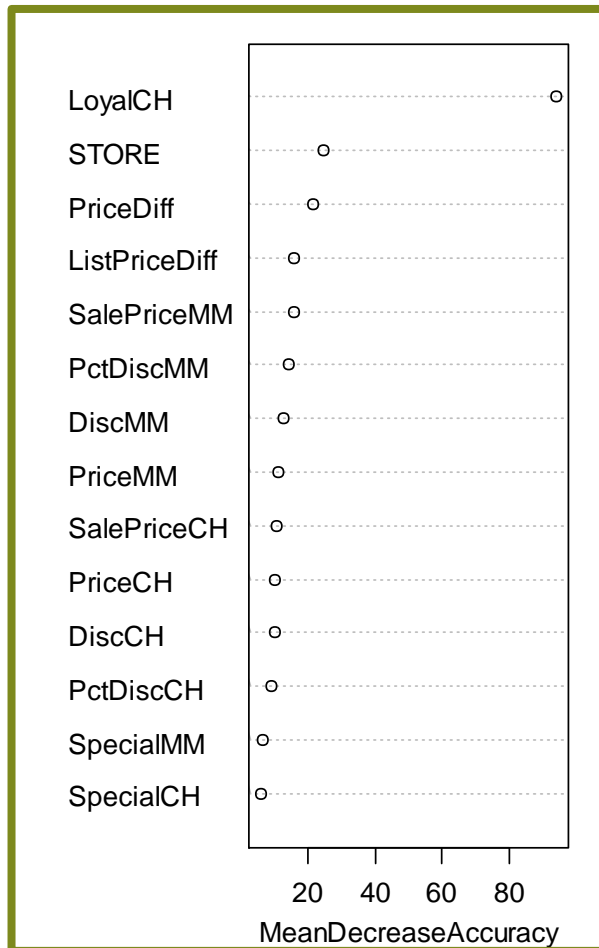 LoyalCH
STORE
PriceDiff
ListPriceDiff
SalePriceMM
PctDiscMM
DiscMM
PriceMM
SalePriceCH
PriceCH
DiscCH
PctDiscCH
SpecialMM
SpecialCH
20 40 60 80
MeanDecreaseAccuracy